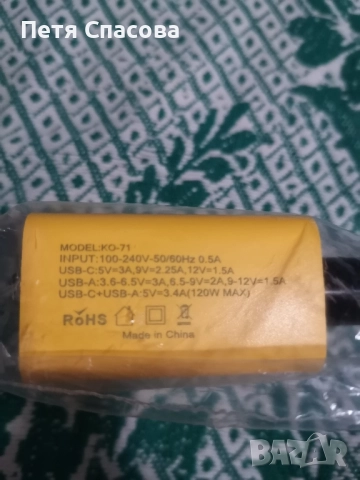 Петя Спасова
MODEL:KO-71
INPUT:100-240V-50/60Hz 0.5A
USB-C:5V=3A,9V=2.25A,12V=1.5A
USB-A:3.6-6.5V=3A,6.5-9V=2A,9-12V=1.5A
USB-C+USB-A:5V=3.4A(120W MAX)
RoHS
Made in China
BAZAR
bg